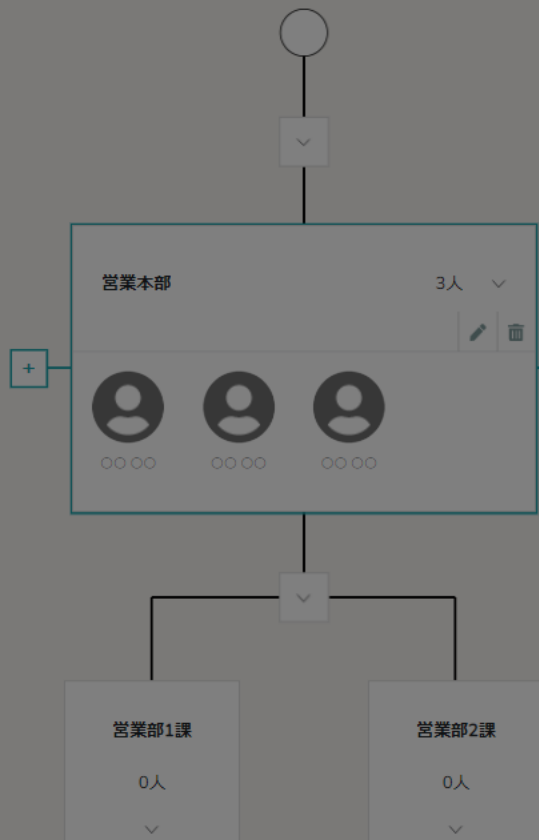 営業本部 3人
+
○○ ○○ ○○ ○○ ○○ ○○
営業部1課 営業部2課
0人 0人